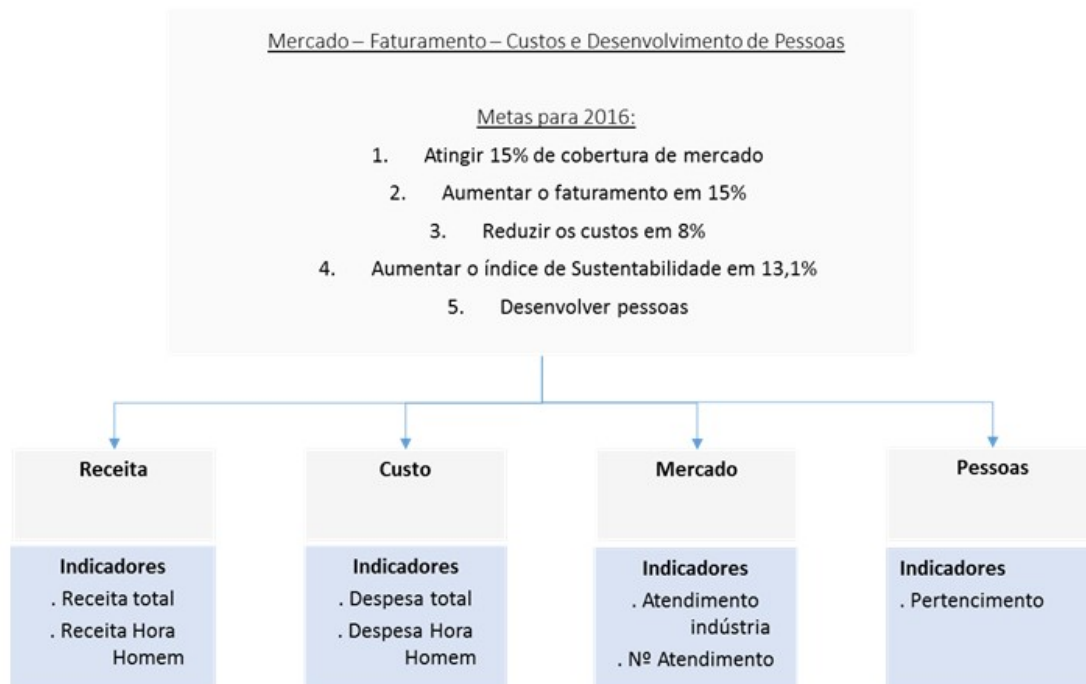 Mercado – Faturamento – Custos e Desenvolvimento de Pessoas
Metas para 2016:
1. Atingir 15% de cobertura de mercado
2. Aumentar o faturamento em 15%
3. Reduzir os custos em 8%
4. Aumentar o índice de Sustentabilidade em 13,1%
5. Desenvolver pessoas
Receita
Indicadores
. Receita total
. Receita Hora
Homem
Custo
Indicadores
. Despesa total
. Despesa Hora
Homem
Mercado
Indicadores
. Atendimento
indústria
. Nº Atendimento
Pessoas
Indicadores
. Pertencimento